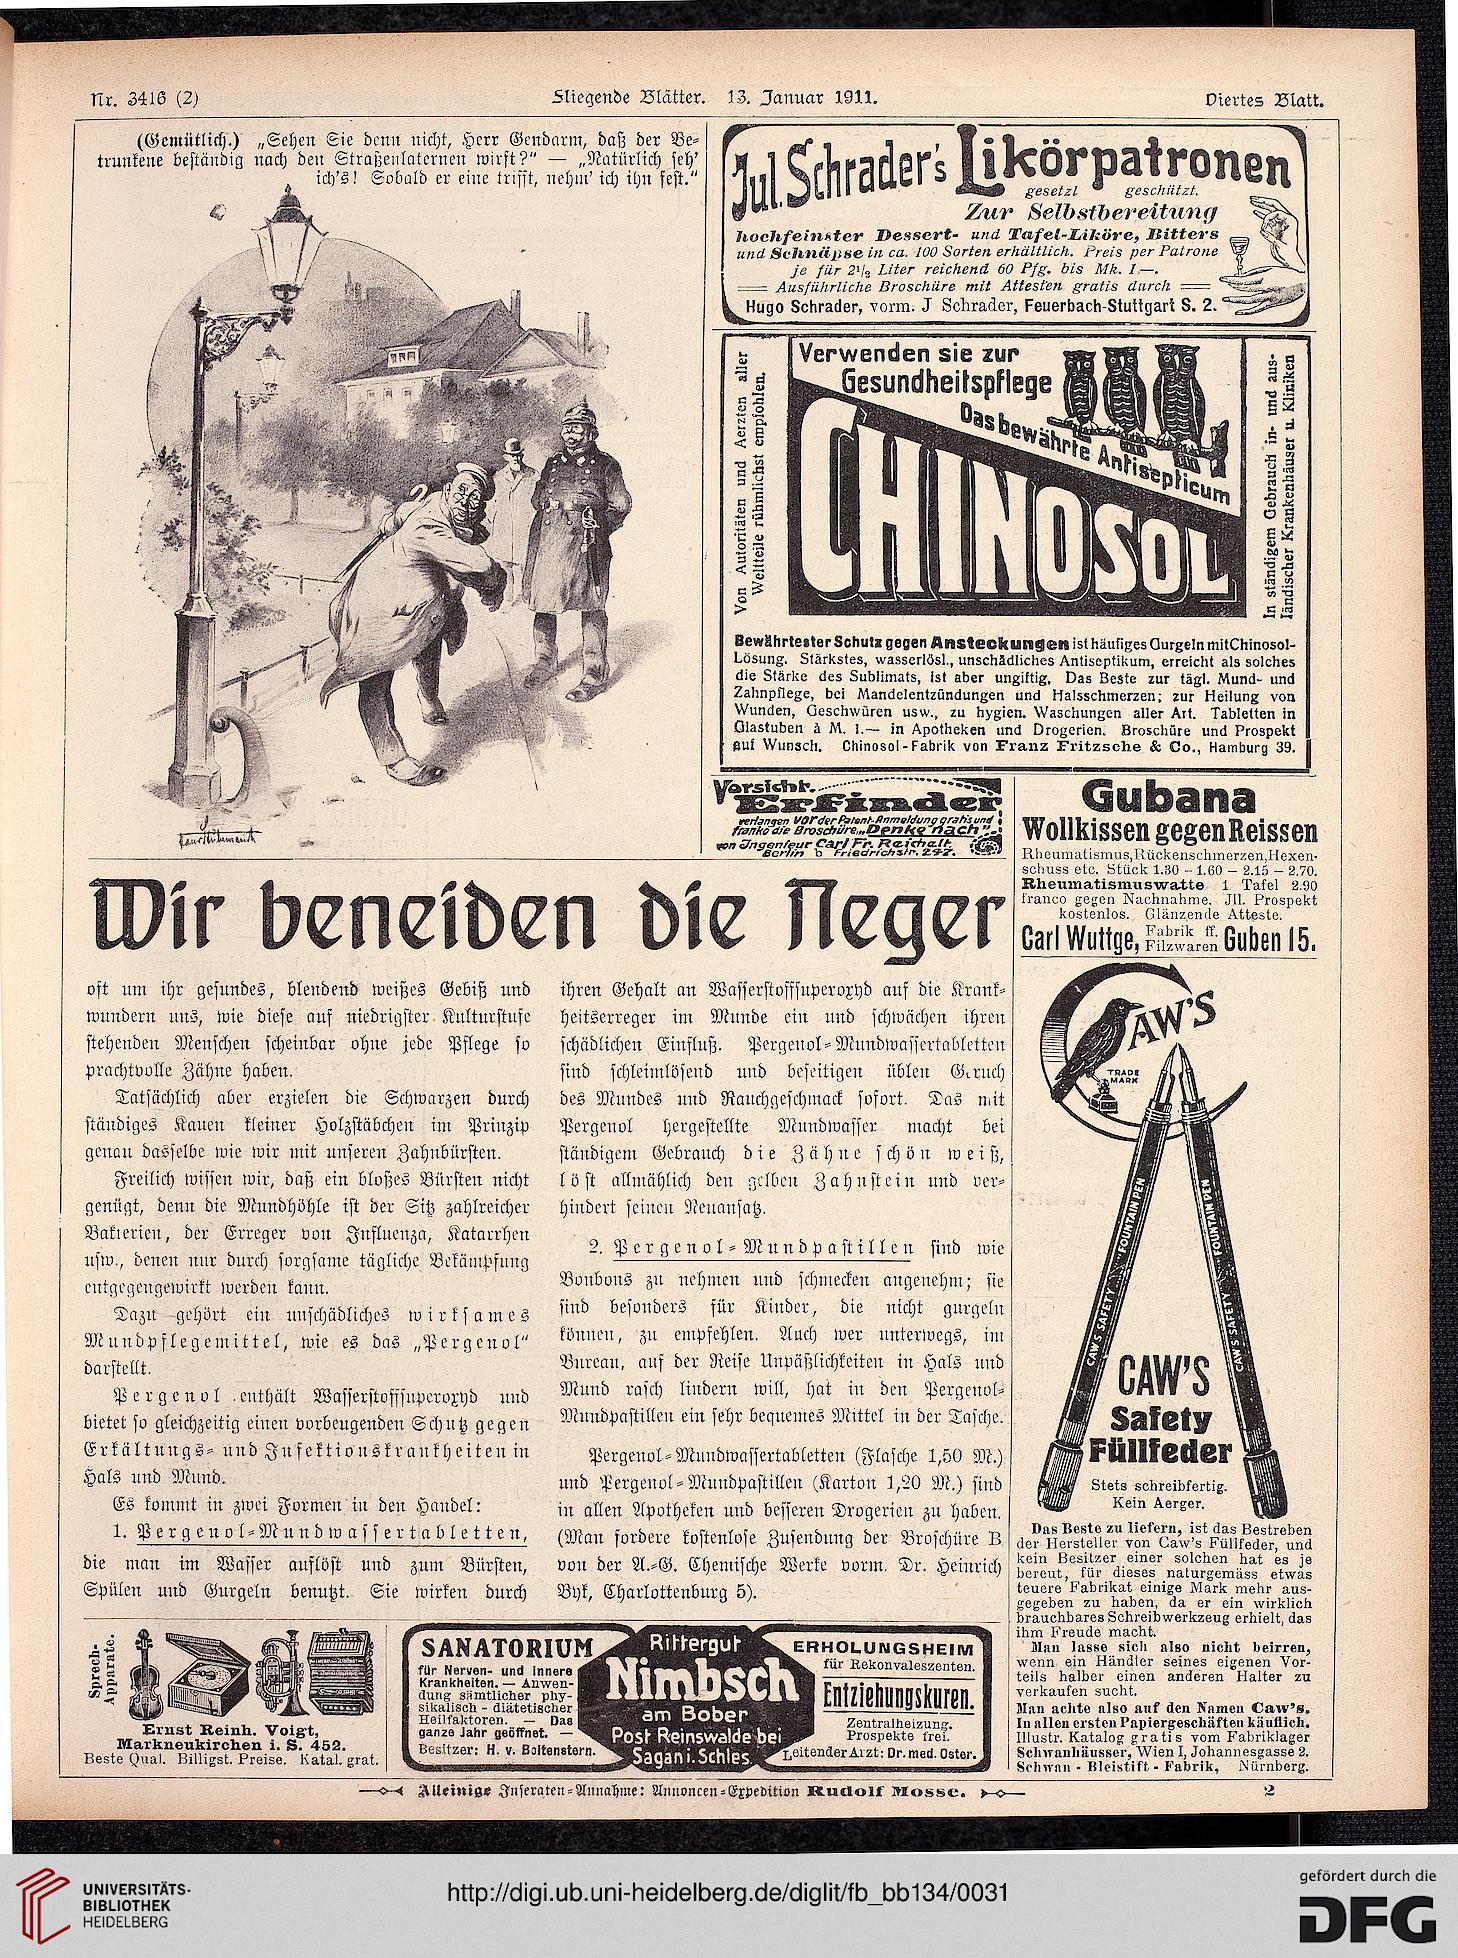 Nr. 3416 (2)
Fliegende Blätter. 13. Januar 1911.
Viertes Blatt.
(Gemütlich.) „Sehen Sie denn nicht, Herr Gendarm, daß der Be-
trunkene beständig nach den Straßenlaternen wirft?“ — „Natürlich seh'
ich's! Sobald er eine trifft, nehm' ich ihn fest.“
Jul. Schrader's Likörpatronen
gesetzl geschützt.
Zur Selbstbereitung
hochfeinster Dessert- und Tafel-Liköre, Bitters
und Schnäpse in ca. 100 Sorten erhältlich. Preis per Patrone
je für 2½ Liter reichend 60 Pfg. bis Mk. 1.—.
Ausführliche Broschüre mit Attesten gratis durch
Hugo Schrader, vorm. J Schrader, Feuerbach-Stuttgart S. 2.
Von Autoritäten und Aerzten aller
Weltteile rühmlichst empfohlen.
Verwenden sie zur
Gesundheitspflege
Das bewährte Antisepticum
CHINOSOL
In ständigem Gebrauch in- und aus-
ländischer Krankenhäuser u. Kliniken
Bewährtester Schutz gegen Ansteckungen ist häufiges Gurgeln mit Chinosol-
Lösung. Stärkstes, wasserlösl., unschädliches Antiseptikum, erreicht als solches
die Stärke des Sublimats, ist aber ungiftig. Das Beste zur tägl. Mund- und
Zahnpflege, bei Mandelentzündungen und Halsschmerzen; zur Heilung von
Wunden, Geschwüren usw., zu hygien. Waschungen aller Art. Tabletten in
Glastuben à M. 1.— in Apotheken und Drogerien. Broschüre und Prospekt
auf Wunsch. Chinosol-Fabrik von Franz Fritzsche & Co., Hamburg 39.
Vorsicht.
Erfinder
verlangen vor der Patent-Anmeldung gratis und
franko die Broschüre „Denke nach“.
von Ingenieur Carl Fr. Reichelt.
Berlin b Friedrichstr. 242.
Gubana
Wollkissen gegen Reissen
Rheumatismus, Rückenschmerzen, Hexen-
schuss etc. Stück 1.30 – 1.60 – 2.15 – 2.70.
Rheumatismuswatte 1 Tafel 2.90
franco gegen Nachnahme. Jll. Prospekt
kostenlos. Glänzende Atteste.
Carl Wuttge, Fabrik ff. Filzwaren Guben 15.
Wir beneiden die Neger
oft um ihr gesundes, blendend weißes Gebiß und
wundern uns, wie diese auf niedrigster Kulturstufe
stehenden Menschen scheinbar ohne jede Pflege so
prachtvolle Zähne haben.
Tatsächlich aber erzielen die Schwarzen durch
ständiges Kauen kleiner Holzstäbchen im Prinzip
genau dasselbe wie wir mit unseren Zahnbürsten.
Freilich wissen wir, daß ein bloßes Bürsten nicht
genügt, denn die Mundhöhle ist der Sitz zahlreicher
Bakterien, der Erreger von Influenza, Katarrhen
usw., denen nur durch sorgsame tägliche Bekämpfung
entgegengewirkt werden kann.
Dazu gehört ein unschädliches wirksames
Mundpflegemittel, wie es das „Pergenol“
darstellt.
Pergenol enthält Wasserstoffsuperoxyd und
bietet so gleichzeitig einen vorbeugenden Schutz gegen
Erkältungs- und Infektionskrankheiten in
Hals und Mund.
Es kommt in zwei Formen in den Handel:
1. Pergenol-Mundwassertabletten,
die man im Wasser auflöst und zum Bürsten,
Spülen und Gurgeln benutzt. Sie wirken durch
ihren Gehalt an Wasserstoffsuperoxyd auf die Krank-
heitserreger im Munde ein und schwächen ihren
schädlichen Einfluß. Pergenol-Mundwassertabletten
sind schleimlösend und beseitigen üblen Geruch
des Mundes und Rauchgeschmack sofort. Das mit
Pergenol hergestellte Mundwasser macht bei
ständigem Gebrauch die Zähne schön weiß,
löst allmählich den gelben Zahnstein und ver-
hindert seinen Neuansatz.
2. Pergenol-Mundpastillen sind wie
Bonbons zu nehmen und schmecken angenehm; sie
sind besonders für Kinder, die nicht gurgeln
können, zu empfehlen. Auch wer unterwegs, im
Bureau, auf der Reise Unpäßlichkeiten in Hals und
Mund rasch lindern will, hat in den Pergenol-
Mundpastillen ein sehr bequemes Mittel in der Tasche.
Pergenol-Mundwassertabletten (Flasche 1,50 M.)
und Pergenol-Mundpastillen (Karton 1,20 M.) sind
in allen Apotheken und besseren Drogerien zu haben.
(Man fordere kostenlose Zusendung der Broschüre B
von der A.-G. Chemische Werke vorm. Dr. Heinrich
Byk, Charlottenburg 5).
CAW'S
TRADE
MARK
CAW'S SAFETY FOUNTAIN PEN
CAW'S SAFETY FOUNTAIN PEN
CAW'S
Safety
Füllfeder
Stets schreibfertig.
Kein Aerger.
Das Beste zu liefern, ist das Bestreben
der Hersteller von Caw's Füllfeder, und
kein Besitzer einer solchen hat es je
bereut, für dieses naturgemäss etwas
teuere Fabrikat einige Mark mehr aus-
gegeben zu haben, da er ein wirklich
brauchbares Schreibwerkzeug erhielt, das
ihm Freude macht.
Man lasse sich also nicht beirren,
wenn ein Händler seines eigenen Vor-
teils halber einen anderen Halter zu
verkaufen sucht.
Man achte also auf den Namen Caw's.
In allen ersten Papiergeschäften käuflich.
Illustr. Katalog gratis vom Fabriklager
Schwanhäusser, Wien I, Johannesgasse 2.
Schwan-Bleistift-Fabrik, Nürnberg.
Sprech-
Apparate.
Ernst Reinh. Voigt,
Markneukirchen i. S. 452.
Beste Qual. Billigst. Preise. Katal. grat.
SANATORIUM
für Nerven- und innere
Krankheiten. — Anwen-
dung sämtlicher phy-
sikalisch-diätetischer
Heilfaktoren. — Das
ganze Jahr geöffnet. —
Besitzer: H. v. Boltenstern.
Rittergut
Nimbsch
am Bober
Post Reinswalde bei
Sagan i. Schles.
ERHOLUNGSHEIM
für Rekonvaleszenten.
Entziehungskuren.
Zentralheizung.
Prospekte frei.
Leitender Arzt: Dr. med. Oster.
Alleinige Inseraten-Annahme: Annoncen-Expedition Rudolf Mosse.
2
UNIVERSITÄTS-
BIBLIOTHEK
HEIDELBERG
http://digi.ub.uni-heidelberg.de/diglit/fb_bb134/0031
gefördert durch die
DFG